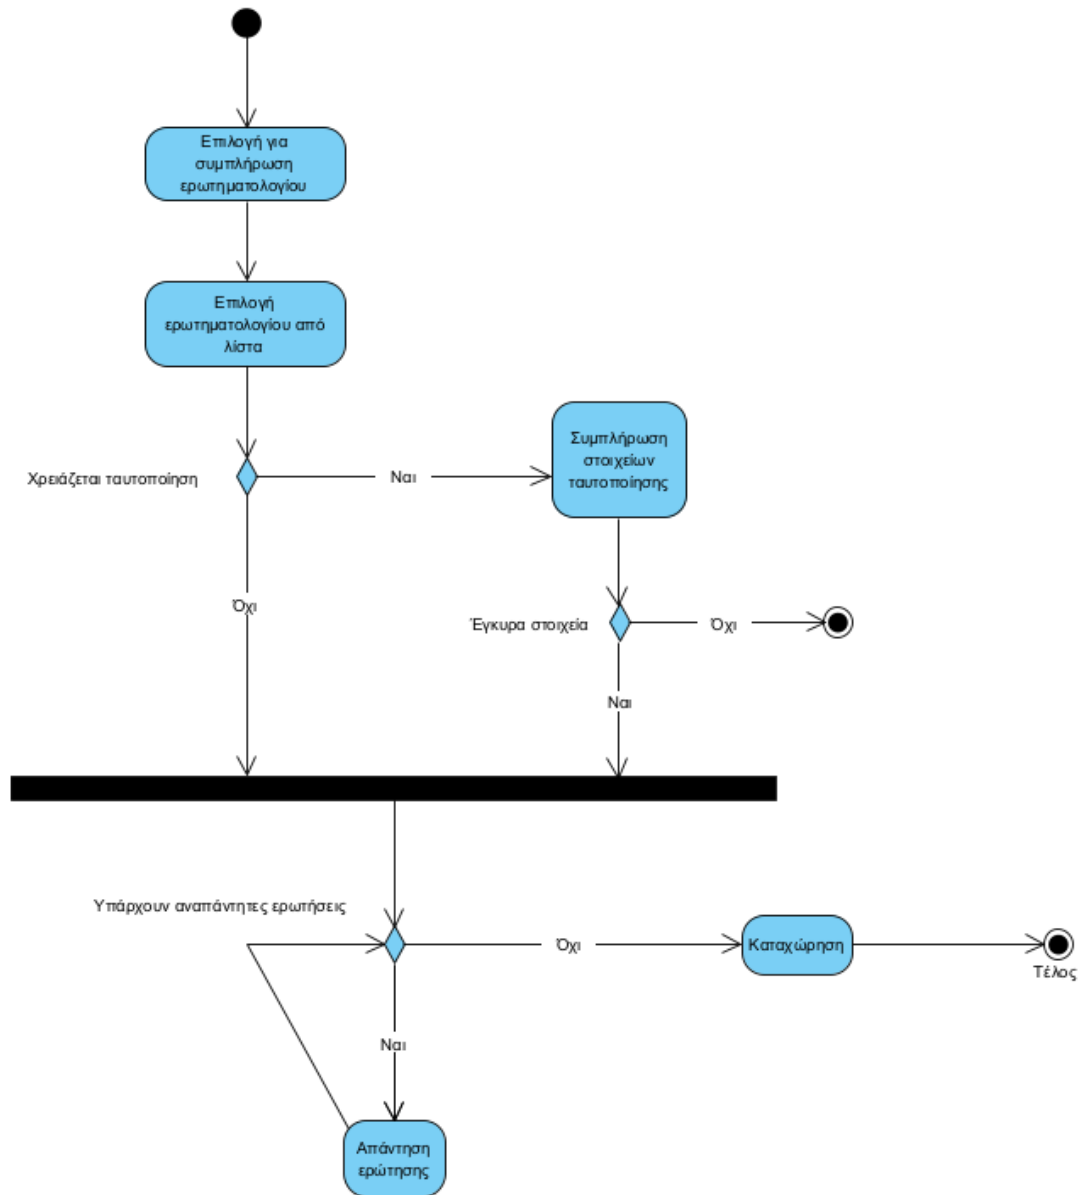 Επιλογή για
συμπλήρωση
ερωτηματολογίου
Επιλογή
ερωτηματολογίου από
λίστα
Συμπλήρωση
στοιχείων
ταυτοποίησης
Χρειάζεται ταυτοποίηση
Ναι
Όχι
Έγκυρα στοιχεία
Όχι
Ναι
Υπάρχουν αναπάντητες ερωτήσεις
Όχι
Καταχώρηση
Τέλος
Ναι
Απάντηση
ερώτησης